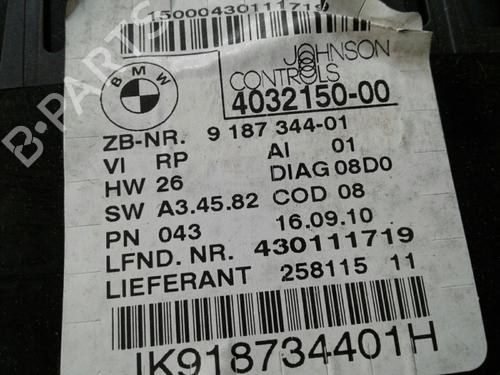 15000430111719
BMW
JOHNSON
CONTROLS
4032150-00
ZB-NR. 9 187 344-01
VI RP AI 01
HW 26 DIAG 08D0
SW A3.45.82 COD 08
PN 043 16.09.10
LFND. NR. 430111719
LIEFERANT 258115 11
IK918734401H
B-PARTS